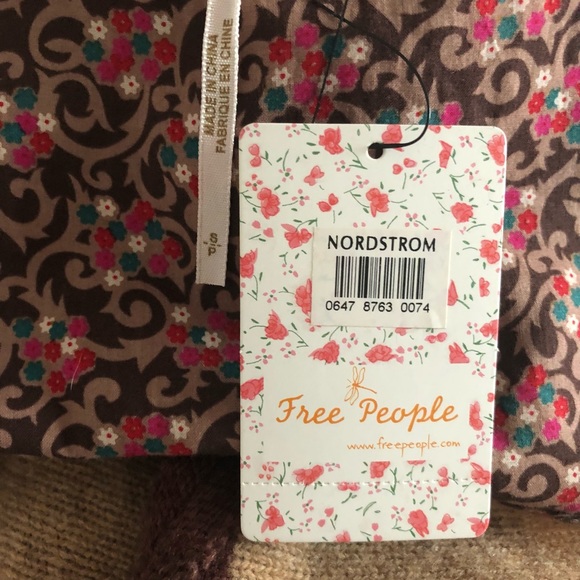 MADE IN CHINA
FABRIQUE EN CHINE
S/P
NORDSTROM
0647 8763 0074
Free People
www.freepeople.com